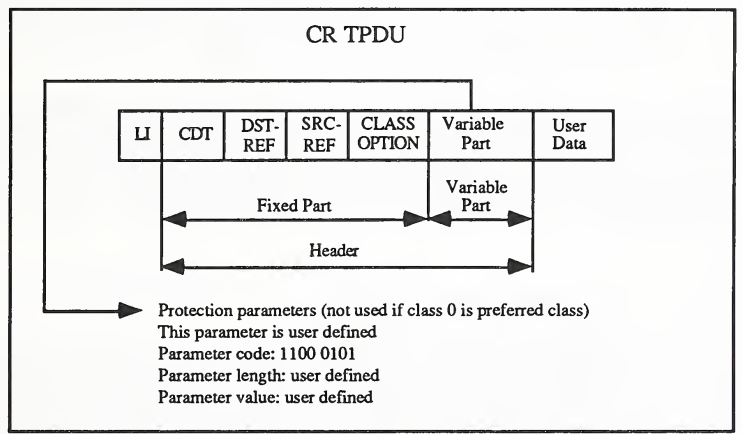 CR TPDU
LI CDT DST-REF SRC-REF CLASS OPTION Variable Part User Data
Fixed Part Variable Part
Header
Protection parameters (not used if class 0 is preferred class)
This parameter is user defined
Parameter code: 1100 0101
Parameter length: user defined
Parameter value: user defined